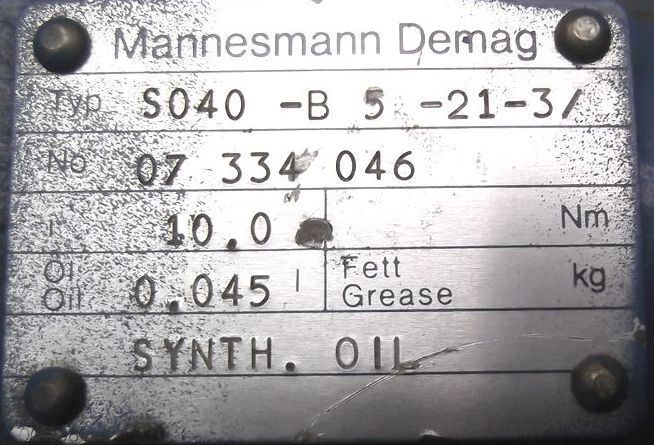 Mannesmann Demag
Typ SO40 -B 5 -21-3/
No 07 334 046
i 10.0 Nm
Öl Oil 0.045 l Fett Grease kg
SYNTH. OIL